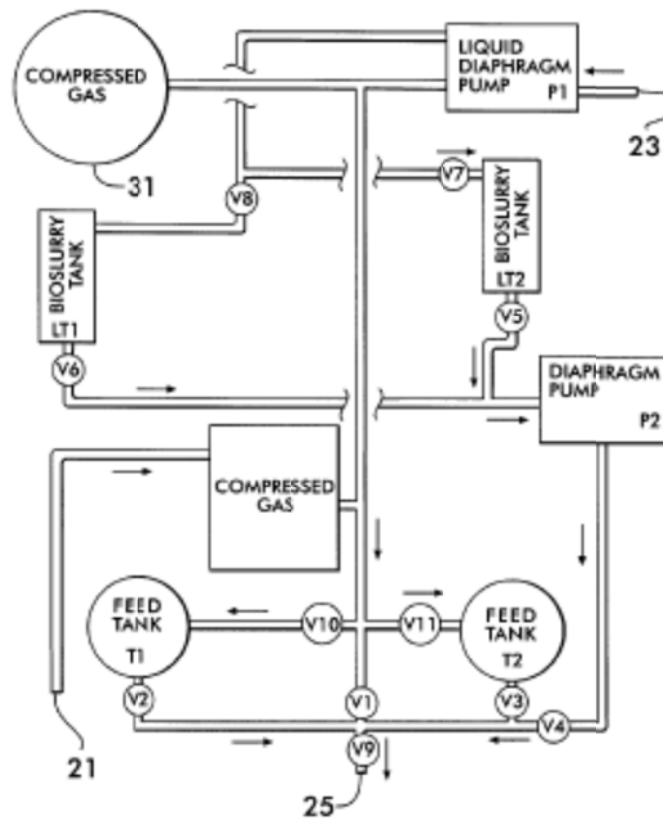 COMPRESSED
GAS
31
LIQUID
DIAPHRAGM
PUMP
P1
23
V7
V8
BIOSLURRY
TANK
LT1
BIOSLURRY
TANK
LT2
V5
V6
DIAPHRAGM
PUMP
P2
COMPRESSED
GAS
FEED
TANK
T1
V10
V11
FEED
TANK
T2
V2
V1
V3
V4
V9
21
25